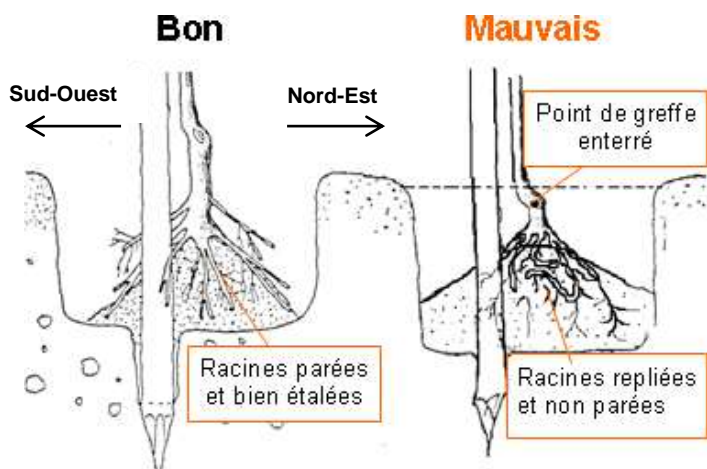 Bon
Mauvais
Sud-Ouest
Nord-Est
Point de greffe
enterré
Racines parées
et bien étalées
Racines repliées
et non parées